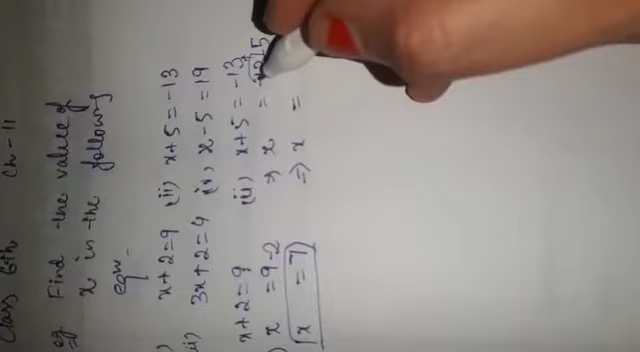 Class 6th Ch-11
eg. Find the value of
x in the following
eqn.
x+2=9 (ii) x+5=-13
3x+2=4 (iv) x-5=19
x+2=9 (ii) x+5=-13
x =9-2 ⇒ x =
x =7 ⇒ x =